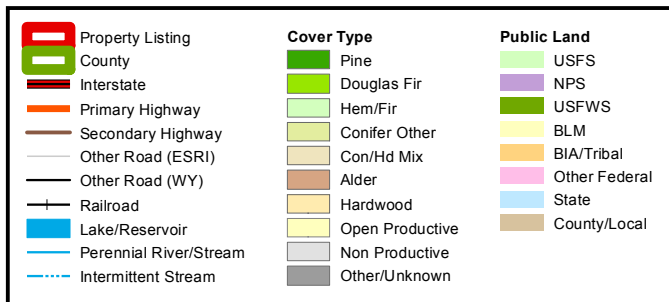 Property Listing
County
Interstate
Primary Highway
Secondary Highway
Other Road (ESRI)
Other Road (WY)
Railroad
Lake/Reservoir
Perennial River/Stream
Intermittent Stream
Cover Type
Pine
Douglas Fir
Hem/Fir
Conifer Other
Con/Hd Mix
Alder
Hardwood
Open Productive
Non Productive
Other/Unknown
Public Land
USFS
NPS
USFWS
BLM
BIA/Tribal
Other Federal
State
County/Local